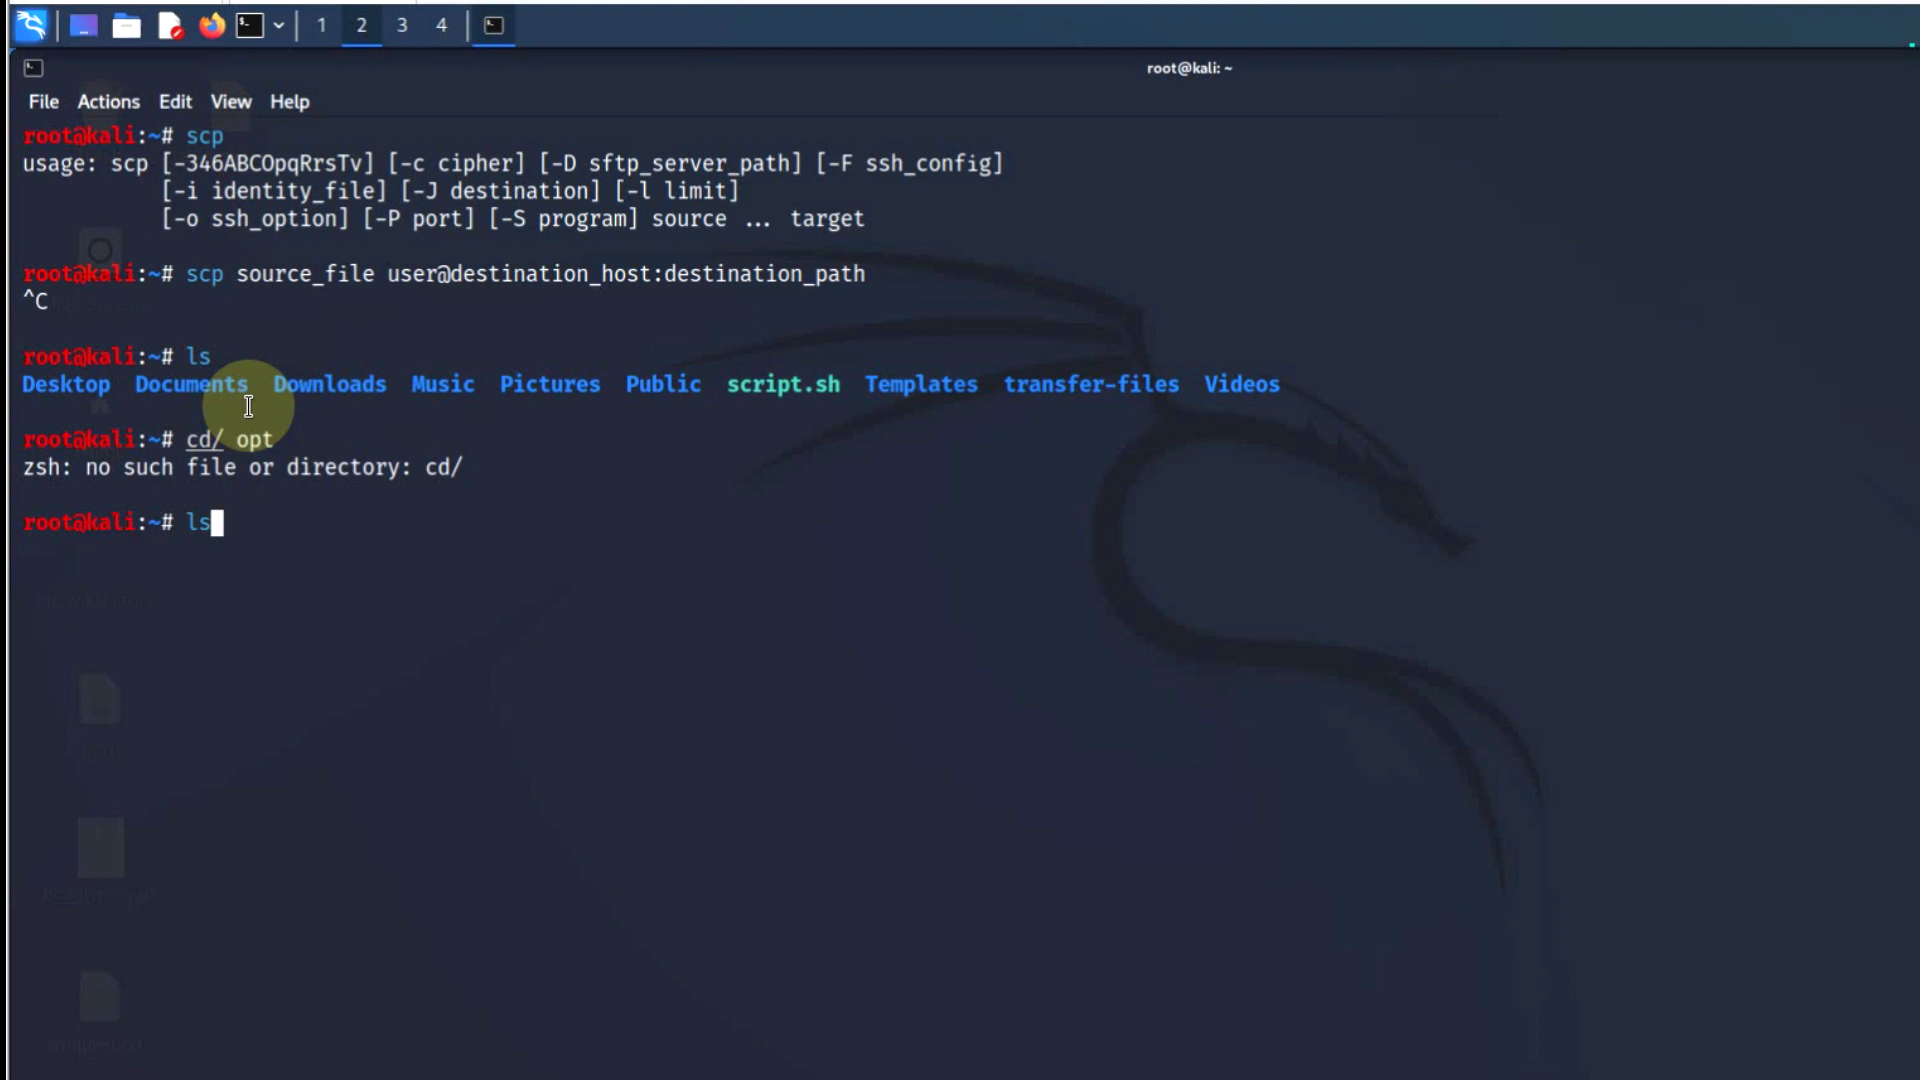 1 2 3 4
root@kali: ~
File Actions Edit View Help
root@kali:~# scp
usage: scp [-346ABCOpqRrsTv] [-c cipher] [-D sftp_server_path] [-F ssh_config]
[-i identity_file] [-J destination] [-l limit]
[-o ssh_option] [-P port] [-S program] source ... target
root@kali:~# scp source_file user@destination_host:destination_path
^C
root@kali:~# ls
Desktop Documents Downloads Music Pictures Public script.sh Templates transfer-files Videos
root@kali:~# cd/ opt
zsh: no such file or directory: cd/
root@kali:~# ls